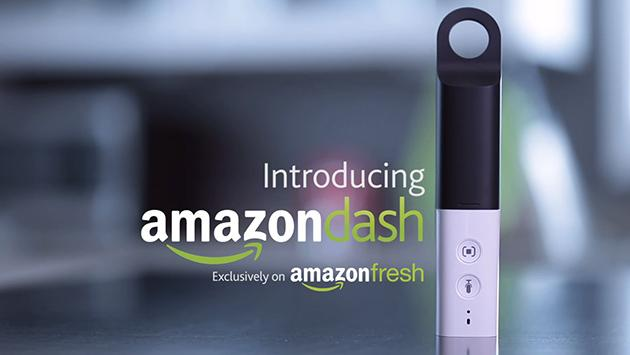 Introducing
amazondash
Exclusively on amazonfresh